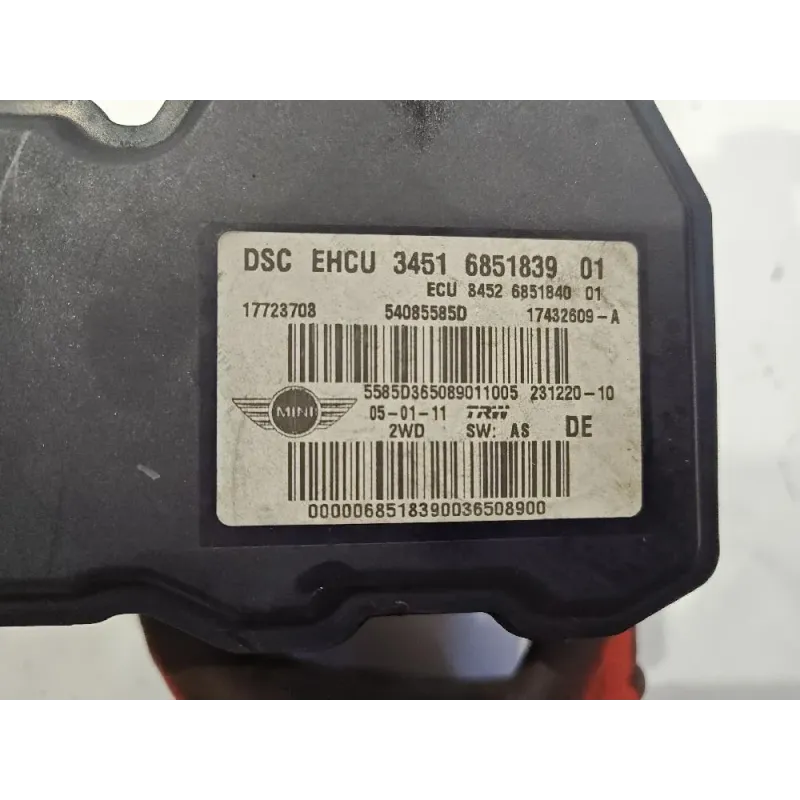 DSC EHCU 3451 6851839 01
ECU 3452 6851840 01
17723708 54085585D 17432609-A
5585D365089011005 231220-10
MINI 05-01-11 TRW
2WD SW: AS DE
0000068518390036508900